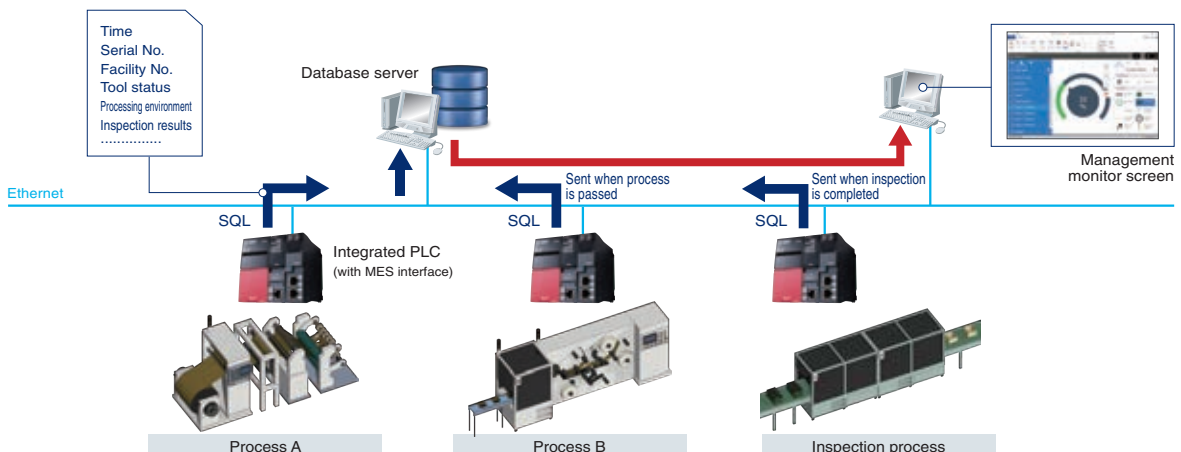 Time
Serial No.
Facility No.
Tool status
Processing environment
Inspection results
...............
Database server
Management
monitor screen
Ethernet
Sent when process
is passed
Sent when inspection
is completed
SQL
SQL
SQL
Integrated PLC
(with MES interface)
Process A
Process B
Inspection process